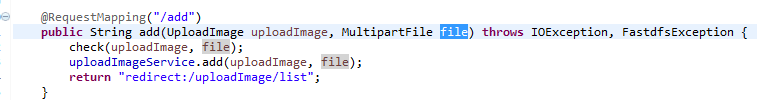 @RequestMapping("/add")
public String add(UploadImage uploadImage, MultipartFile file) throws IOException, FastdfsException {
check(uploadImage, file);
uploadImageService.add(uploadImage, file);
return "redirect:/uploadImage/list";
}